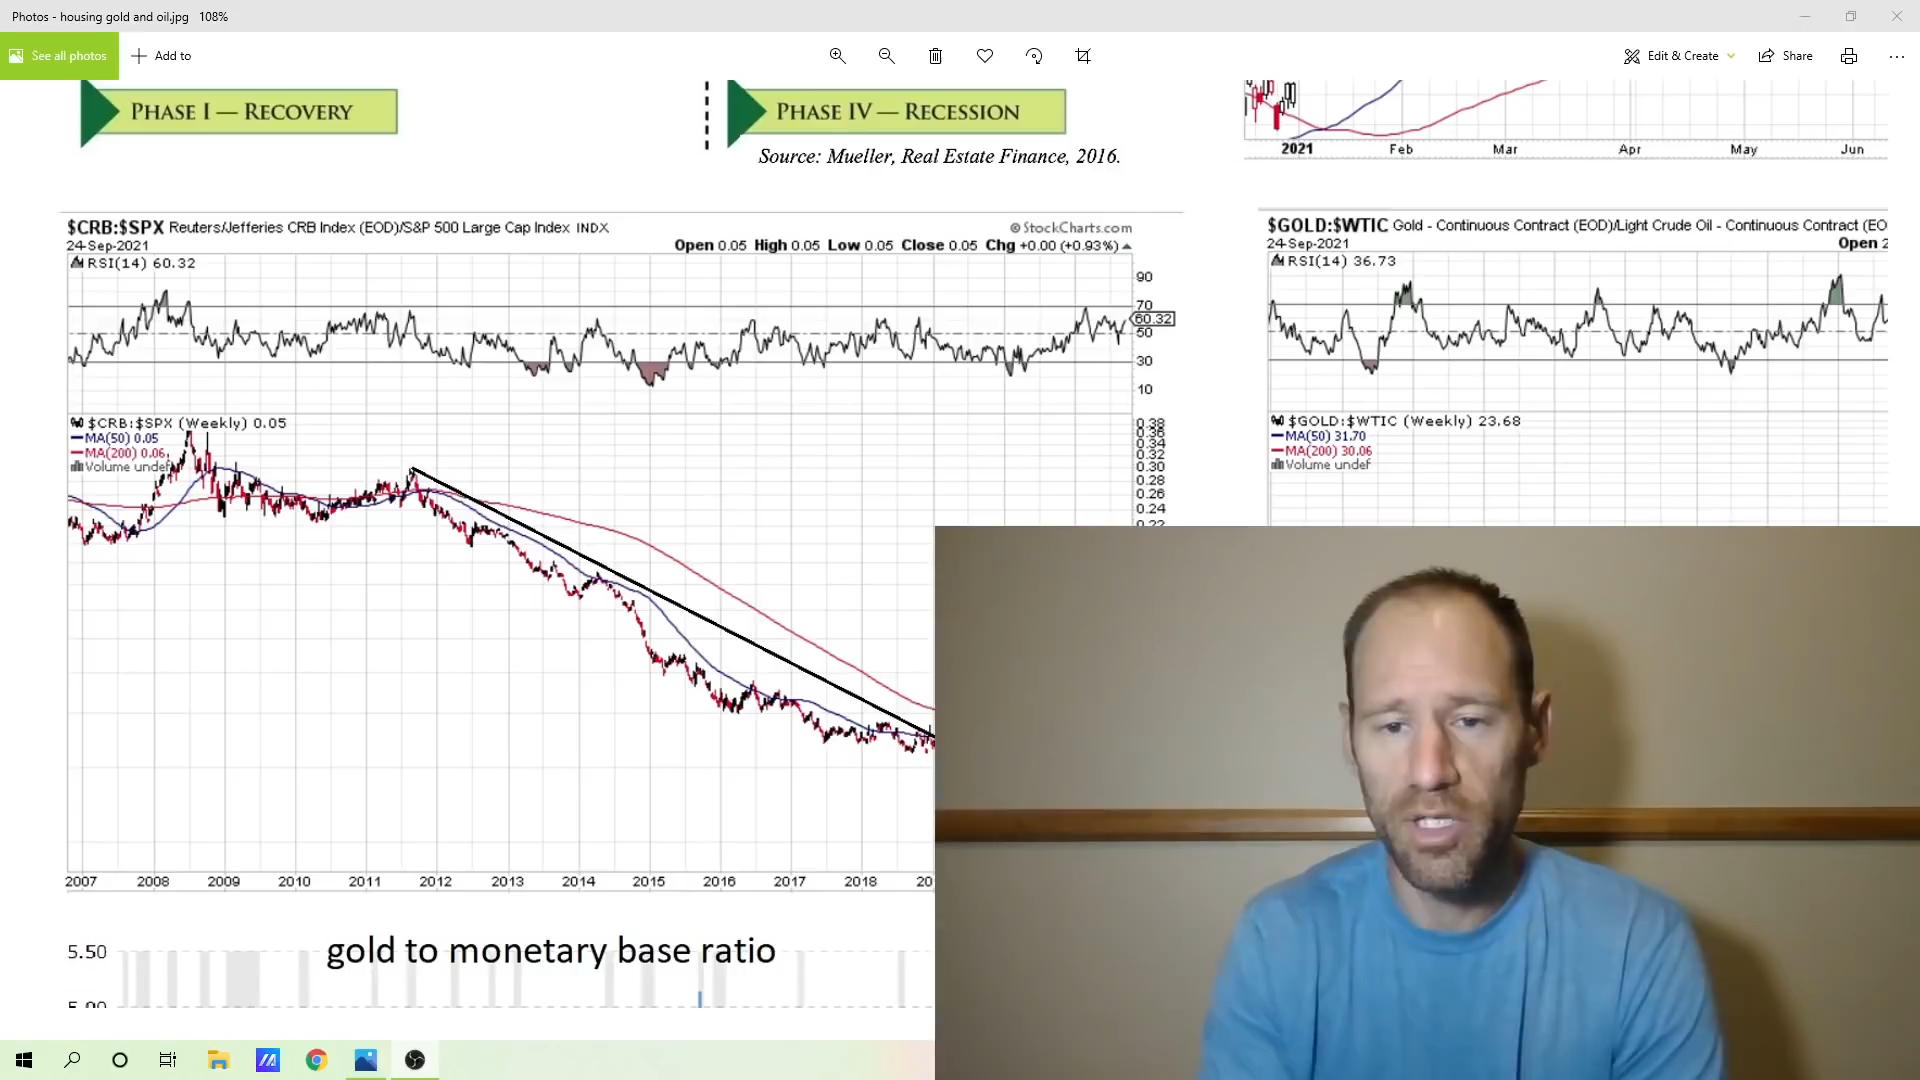 Photos - housing gold and oil.jpg 108%
See all photos
Add to
Edit & Create
Share
PHASE I — RECOVERY
PHASE IV — RECESSION
Source: Mueller, Real Estate Finance, 2016.
2021 Feb Mar Apr May Jun
$CRB:$SPX Reuters/Jefferies CRB Index (EOD)/S&P 500 Large Cap Index INDX
© StockCharts.com
24-Sep-2021
Open 0.05 High 0.05 Low 0.05 Close 0.05 Chg +0.00 (+0.93%)
RSI(14) 60.32
90
70
60.32
50
30
10
$CRB:$SPX (Weekly) 0.05
MA(50) 0.05
MA(200) 0.06
Volume undef
0.38
0.36
0.34
0.32
0.30
0.28
0.26
0.24
0.22
2007 2008 2009 2010 2011 2012 2013 2014 2015 2016 2017 2018
$GOLD:$WTIC Gold - Continuous Contract (EOD)/Light Crude Oil - Continuous Contract (EO
24-Sep-2021
Open 2
RSI(14) 36.73
$GOLD:$WTIC (Weekly) 23.68
MA(50) 31.70
MA(200) 30.06
Volume undef
gold to monetary base ratio
5.50